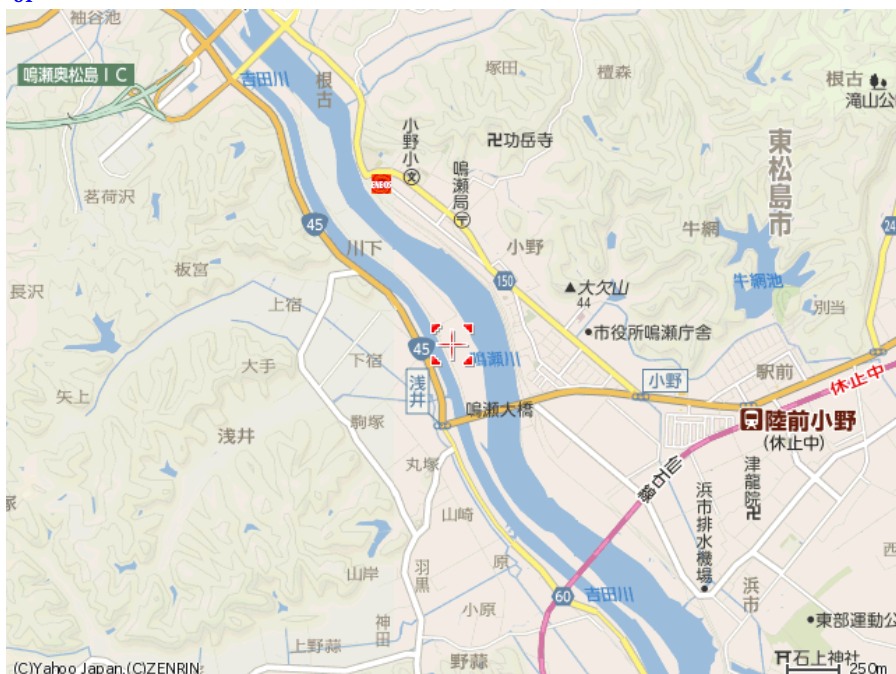 袖谷池
鳴瀬奥松島IC
吉田川
根古
塚田
檀森
根古
滝山公
小野小
文
卍功岳寺
東松島市
ENEOS
鳴瀬局
〒
茗荷沢
45
川下
小野
牛網
24
板宮
150
▲大欠山
44
牛網池
長沢
上宿
別当
市役所鳴瀬庁舎
大手
下宿
45
鳴瀬川
駅前
休止中
矢上
浅井
小野
鳴瀬大橋
陸前小野
(休止中)
浅井
駒塚
丸塚
仙石線
津龍院
卍
浜市排水機場
塚
山崎
西
原
山岸
羽黒
吉田川
60
浜市
小原
神田
東部運動公
上野蒜
野蒜
石上神社
(C)Yahoo Japan,(C)ZENRIN
250m